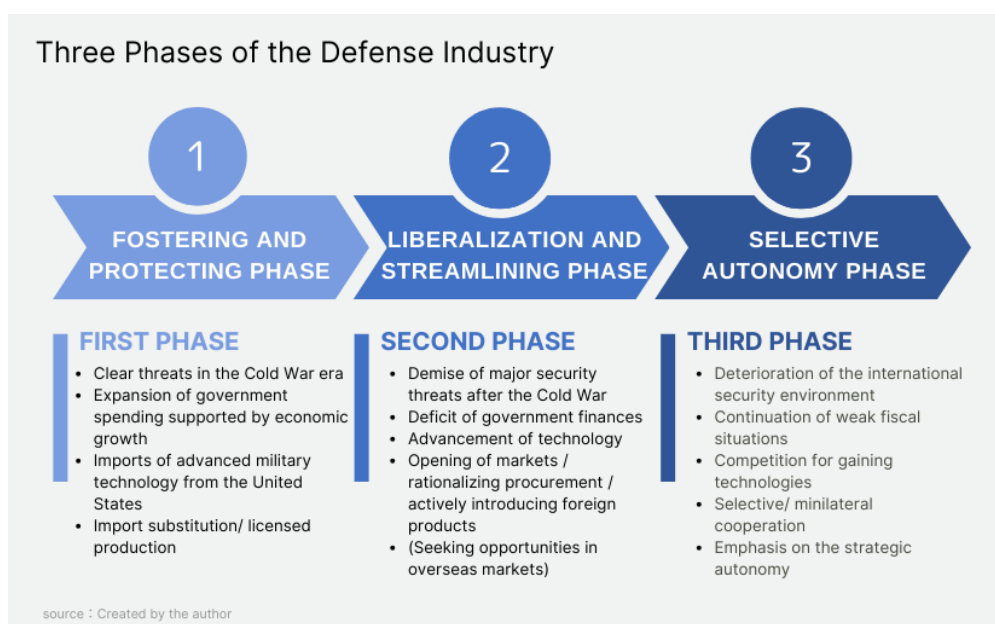 Three Phases of the Defense Industry
1
2
3
FOSTERING AND
PROTECTING PHASE
LIBERALIZATION AND
STREAMLINING PHASE
SELECTIVE
AUTONOMY PHASE
FIRST PHASE
• Clear threats in the Cold War era
• Expansion of government
spending supported by economic
growth
• Imports of advanced military
technology from the United
States
• Import substitution/ licensed
production
SECOND PHASE
• Demise of major security
threats after the Cold War
• Deficit of government finances
• Advancement of technology
• Opening of markets /
rationalizing procurement /
actively introducing foreign
products
• (Seeking opportunities in
overseas markets)
THIRD PHASE
• Deterioration of the international
security environment
• Continuation of weak fiscal
situations
• Competition for gaining
technologies
• Selective/ minilateral
cooperation
• Emphasis on the strategic
autonomy
source：Created by the author